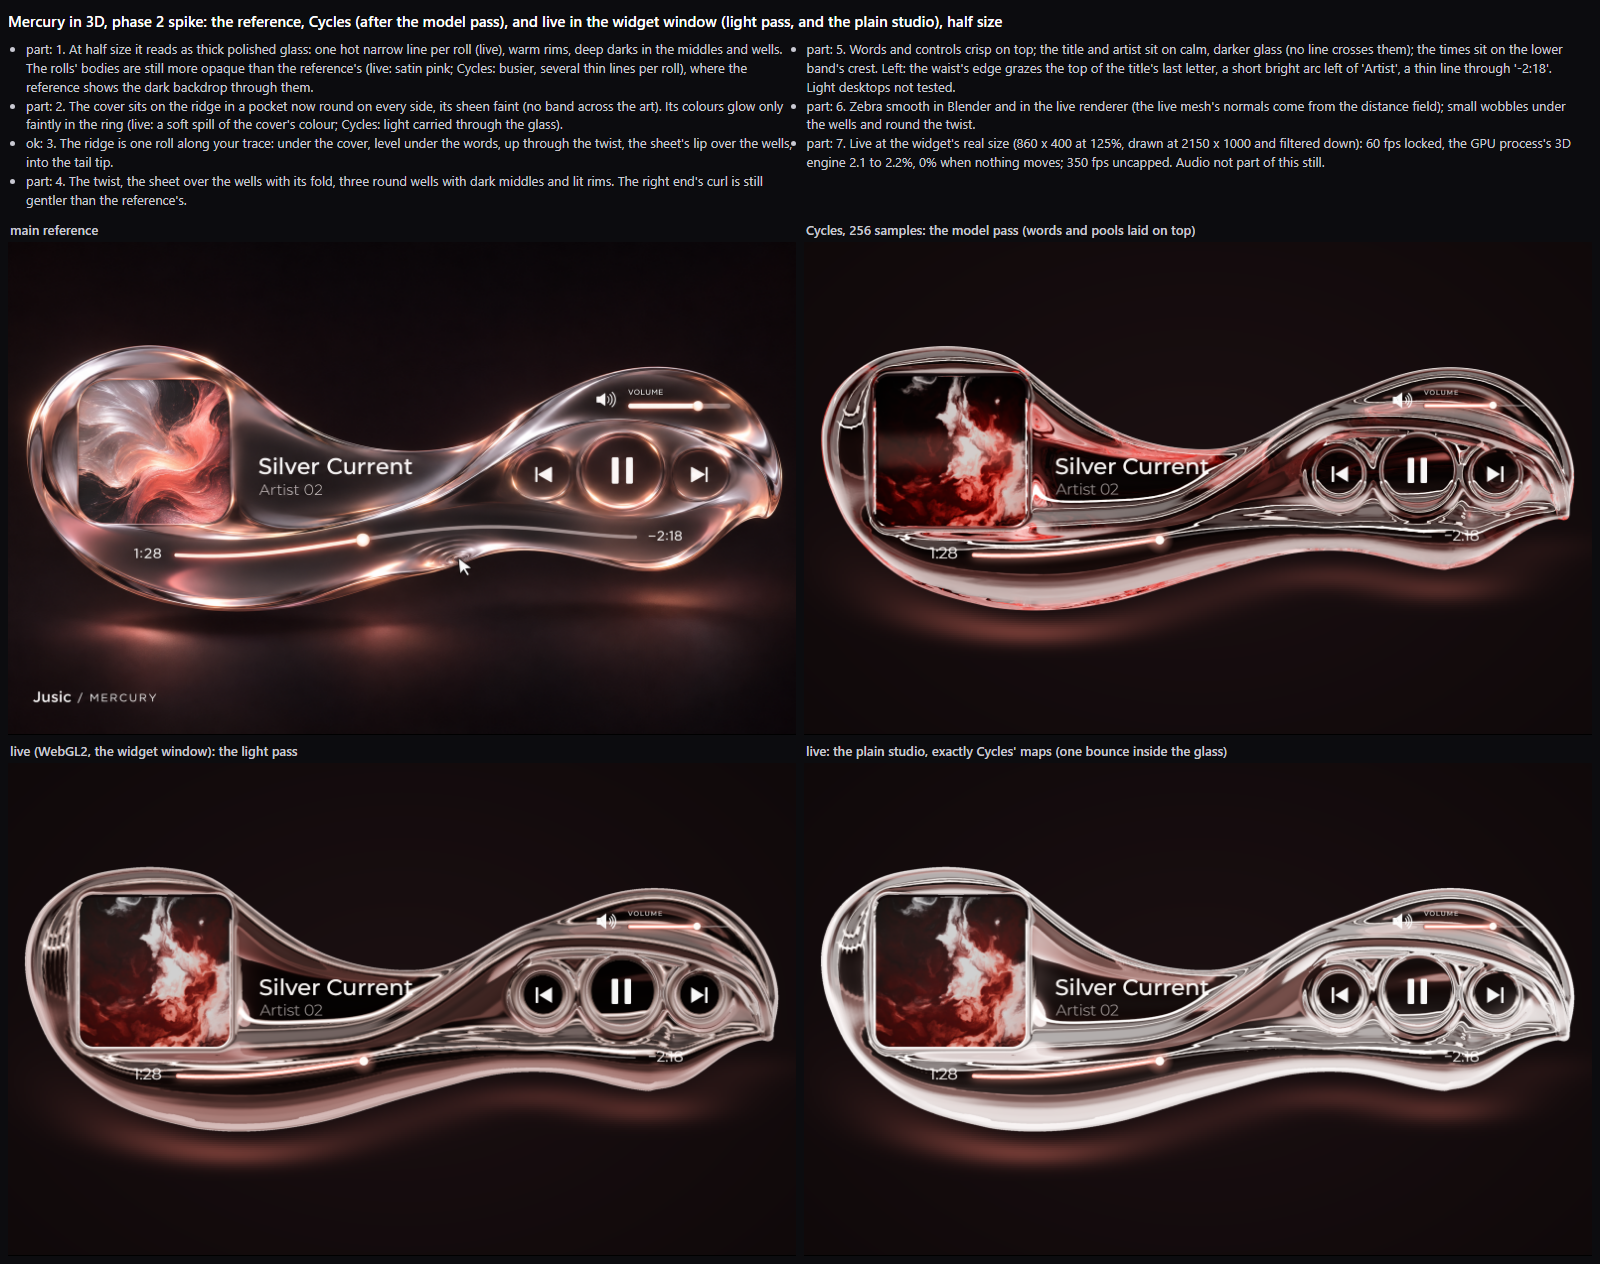 Mercury in 3D, phase 2 spike: the reference, Cycles (after the model pass), and live in the widget window (light pass, and the plain studio), half size
• part: 1. At half size it reads as thick polished glass: one hot narrow line per roll (live), warm rims, deep darks in the middles and wells.
The rolls' bodies are still more opaque than the reference's (live: satin pink; Cycles: busier, several thin lines per roll), where the
reference shows the dark backdrop through them.
• part: 2. The cover sits on the ridge in a pocket now round on every side, its sheen faint (no band across the art). Its colours glow only
faintly in the ring (live: a soft spill of the cover's colour; Cycles: light carried through the glass).
• ok: 3. The ridge is one roll along your trace: under the cover, level under the words, up through the twist, the sheet's lip over the wells,
into the tail tip.
• part: 4. The twist, the sheet over the wells with its fold, three round wells with dark middles and lit rims. The right end's curl is still
gentler than the reference's.
• part: 5. Words and controls crisp on top; the title and artist sit on calm, darker glass (no line crosses them); the times sit on the lower
band's crest. Left: the waist's edge grazes the top of the title's last letter, a short bright arc left of 'Artist', a thin line through '-2:18'.
Light desktops not tested.
• part: 6. Zebra smooth in Blender and in the live renderer (the live mesh's normals come from the distance field); small wobbles under
the wells and round the twist.
• part: 7. Live at the widget's real size (860 x 400 at 125%, drawn at 2150 x 1000 and filtered down): 60 fps locked, the GPU process's 3D
engine 2.1 to 2.2%, 0% when nothing moves; 350 fps uncapped. Audio not part of this still.
main reference
VOLUME
Silver Current
Artist 02
1:28
−2:18
Jusic / MERCURY
Cycles, 256 samples: the model pass (words and pools laid on top)
VOLUME
Silver Current
Artist 02
1:28
−2:18
live (WebGL2, the widget window): the light pass
VOLUME
Silver Current
Artist 02
1:28
−2:18
live: the plain studio, exactly Cycles' maps (one bounce inside the glass)
VOLUME
Silver Current
Artist 02
1:28
−2:18